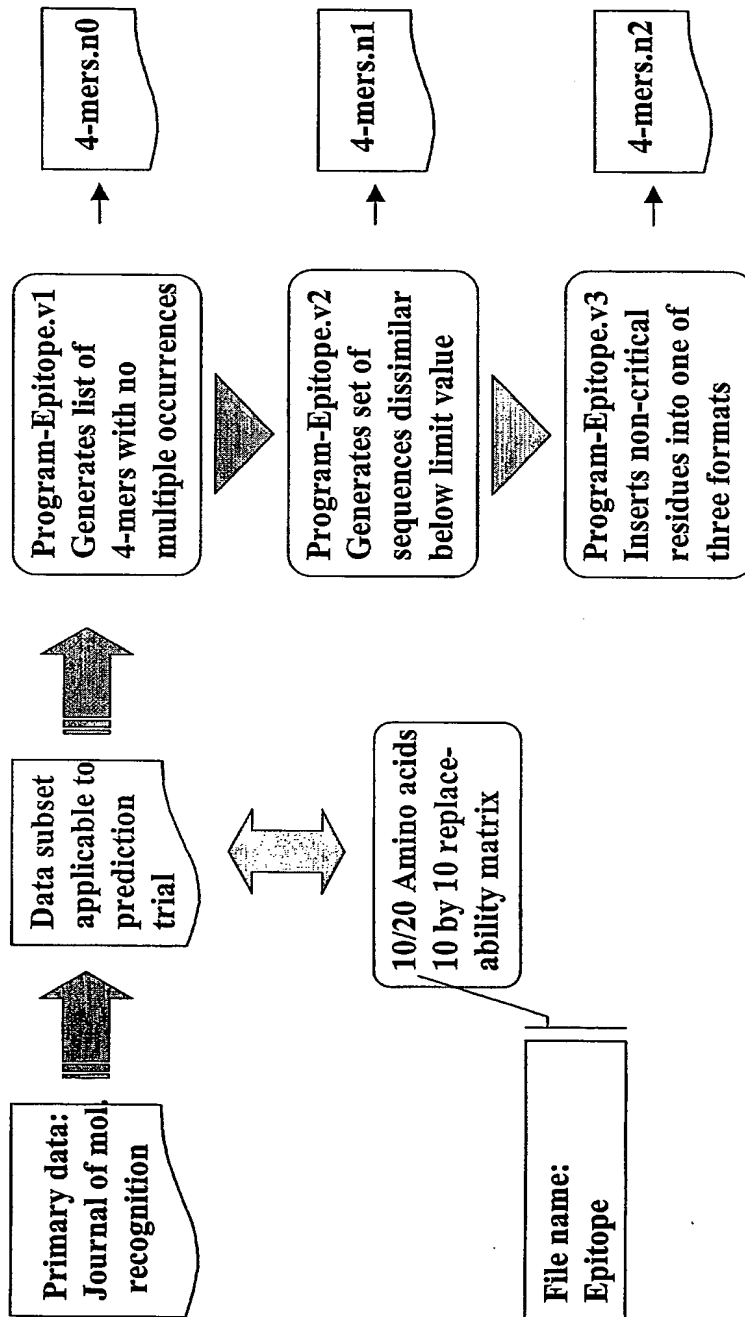 Primary data:
Journal of mol.
recognition
Data subset
applicable to
prediction
trial
Program-Epitope.v1
Generates list of
4-mers with no
multiple occurrences
4-mers.n0
10/20 Amino acids
10 by 10 replace-
ability matrix
Program-Epitope.v2
Generates set of
sequences dissimilar
below limit value
4-mers.n1
File name:
Epitope
Program-Epitope.v3
Inserts non-critical
residues into one of
three formats
4-mers.n2